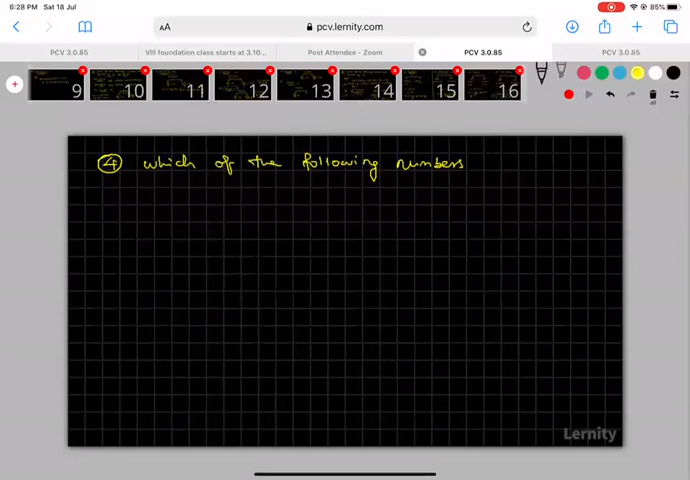 6:28 PM Sat 18 Jul 85%
AA pcv.lernity.com
PCV 3.0.85 VIII foundation class starts at 3.10... Post Attendee - Zoom PCV 3.0.85 PCV 3.0.85
9 10 11 12 13 14 15 16
all
④ which of the following numbers
Lernity